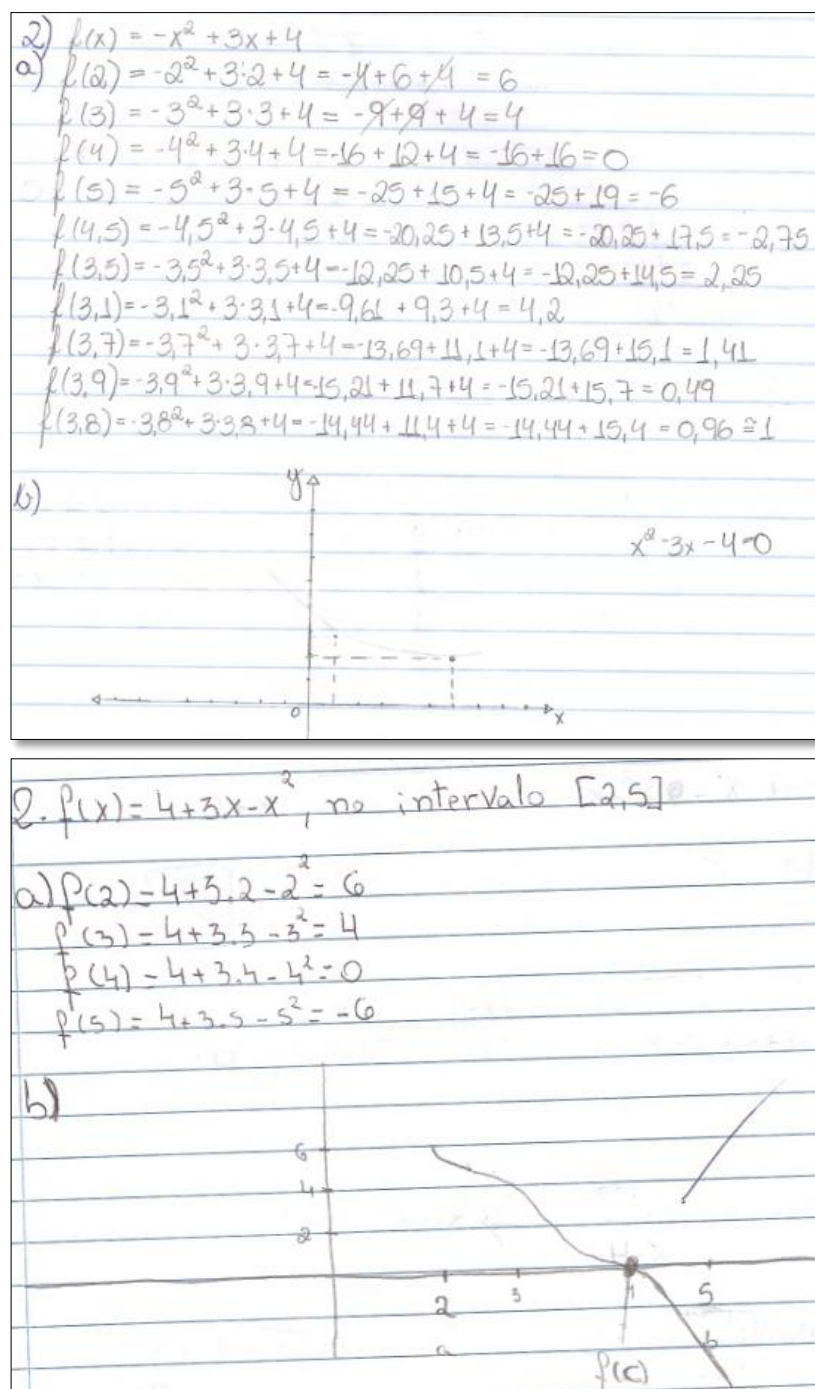 2) f(x) = -x² + 3x + 4
a) f(2) = -2² + 3·2 + 4 = -4 + 6 + 4 = 6
f(3) = -3² + 3·3 + 4 = -9 + 9 + 4 = 4
f(4) = -4² + 3·4 + 4 = -16 + 12 + 4 = -16 + 16 = 0
f(5) = -5² + 3·5 + 4 = -25 + 15 + 4 = -25 + 19 = -6
f(4,5) = -4,5² + 3·4,5 + 4 = -20,25 + 13,5 + 4 = -20,25 + 17,5 = -2,75
f(3,5) = -3,5² + 3·3,5 + 4 = -12,25 + 10,5 + 4 = -12,25 + 14,5 = 2,25
f(3,1) = -3,1² + 3·3,1 + 4 = -9,61 + 9,3 + 4 = 4,2
f(3,7) = -3,7² + 3·3,7 + 4 = -13,69 + 11,1 + 4 = -13,69 + 15,1 = 1,41
f(3,9) = -3,9² + 3·3,9 + 4 = -15,21 + 11,7 + 4 = -15,21 + 15,7 = 0,49
f(3,8) = -3,8² + 3·3,8 + 4 = -14,44 + 11,4 + 4 = -14,44 + 15,4 = 0,96 ≅ 1
b)
y
x² - 3x - 4 = 0
0
x
2. f(x) = 4 + 3x - x², no intervalo [2,5]
a) f(2) = 4 + 3.2 - 2² = 6
f(3) = 4 + 3.3 - 3² = 4
f(4) = 4 + 3.4 - 4² = 0
f(5) = 4 + 3.5 - 5² = -6
b)
6
4
2
2 3 4 5
a b
f(c)